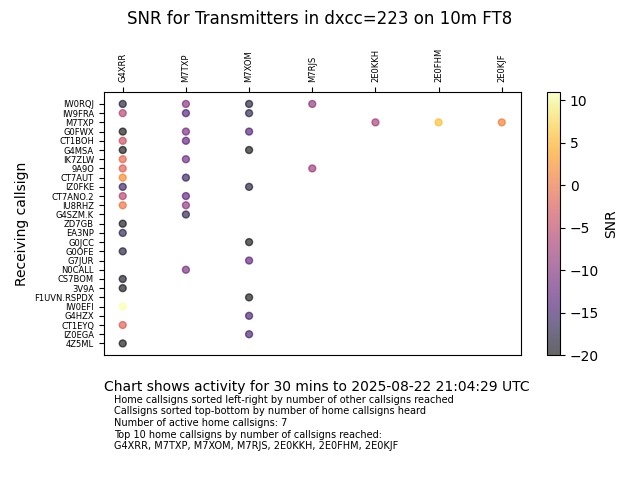 SNR for Transmitters in dxcc=223 on 10m FT8
G4XRR
M7TXP
M7XOM
M7RJS
2E0KKH
2E0FHM
2E0KJF
IW0RQJ
IW9FRA
M7TXP
G0FWX
CT1BOH
G4MSA
IK7ZLW
9A9O
CT7AUT
IZ0FKE
CT7ANO.2
IU8RHZ
G4SZM.K
ZD7GB
EA3NP
G0JCC
G0OFE
G7JUR
N0CALL
CS7BOM
3V9A
F1UVN.RSPDX
IW0EFI
G4HZX
CT1EYQ
IZ0EGA
4Z5ML
Receiving callsign
10
5
0
−5
−10
−15
−20
SNR
Chart shows activity for 30 mins to 2025-08-22 21:04:29 UTC
Home callsigns sorted left-right by number of other callsigns reached
Callsigns sorted top-bottom by number of home callsigns heard
Number of active home callsigns: 7
Top 10 home callsigns by number of callsigns reached:
G4XRR, M7TXP, M7XOM, M7RJS, 2E0KKH, 2E0FHM, 2E0KJF